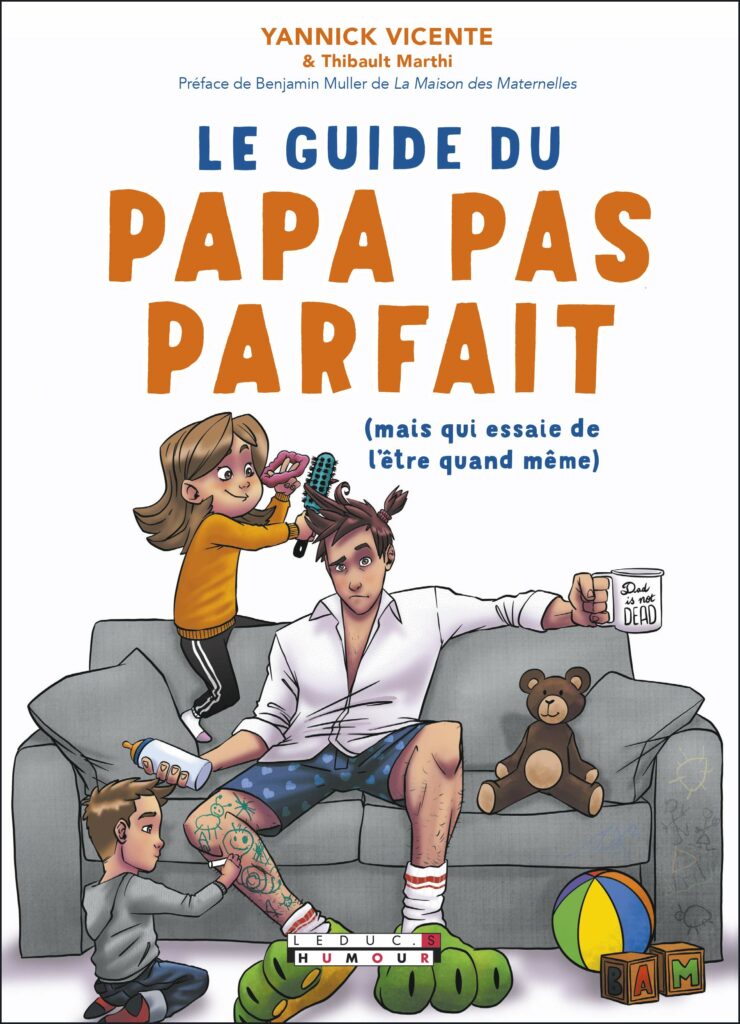 YANNICK VICENTE
& Thibault Marthi
Préface de Benjamin Muller de La Maison des Maternelles
LE GUIDE DU
PAPA PAS
PARFAIT
(mais qui essaie de
l'être quand même)
Dad
is not
DEAD
LEDUC.S
HUMOUR
BAM